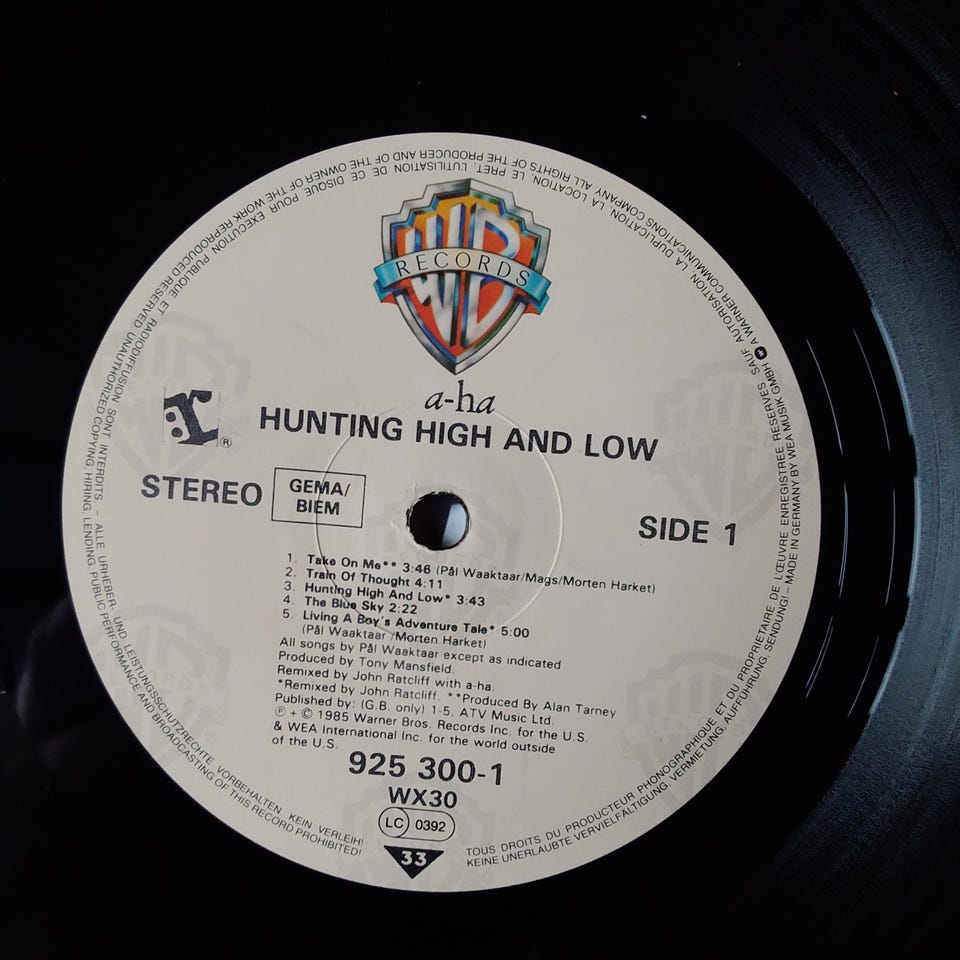 WB
RECORDS
a-ha
HUNTING HIGH AND LOW
r:
®
STEREO
GEMA/
BIEM
SIDE 1
1. Take On Me** 3:46 (Pål Waaktaar/Mags/Morten Harket)
2. Train Of Thought 4:11
3. Hunting High And Low* 3:43
4. The Blue Sky 2:22
5. Living A Boy's Adventure Tale* 5:00
(Pål Waaktaar /Morten Harket)
All songs by Pål Waaktaar except as indicated
Produced by Tony Mansfield
Remixed by John Ratcliff with a-ha.
*Remixed by John Ratcliff. **Produced By Alan Tarney
Published by: (G.B. only) 1-5. ATV Music Ltd.
℗ + © 1985 Warner Bros. Records Inc. for the U.S.
& WEA International Inc. for the world outside
of the U.S.
925 300-1
WX30
LC 0392
33
TOUS DROITS DU PRODUCTEUR PHONOGRAPHIQUE ET DU PROPRIETAIRE DE L'ŒUVRE ENREGISTREE RESERVES SAUF AUTORISATION, LA DUPLICATION, LA LOCATION, LE PRET, L'UTILISATION DE CE DISQUE POUR EXECUTION PUBLIQUE ET RADIODIFFUSION SONT INTERDITS – ALLE URHEBER- UND LEISTUNGSSCHUTZRECHTE VORBEHALTEN KEIN VERLEIH!
KEINE UNERLAUBTE VERVIELFÄLTIGUNG, VERMIETUNG, AUFFÜHRUNG, SENDUNG! – MADE IN GERMANY BY WEA MUSIK GMBH A WARNER COMMUNICATIONS COMPANY ALL RIGHTS OF THE PRODUCER AND OF THE OWNER OF THE WORK REPRODUCED RESERVED UNAUTHORIZED COPYING, HIRING, LENDING, PUBLIC PERFORMANCE AND BROADCASTING OF THIS RECORD PROHIBITED!